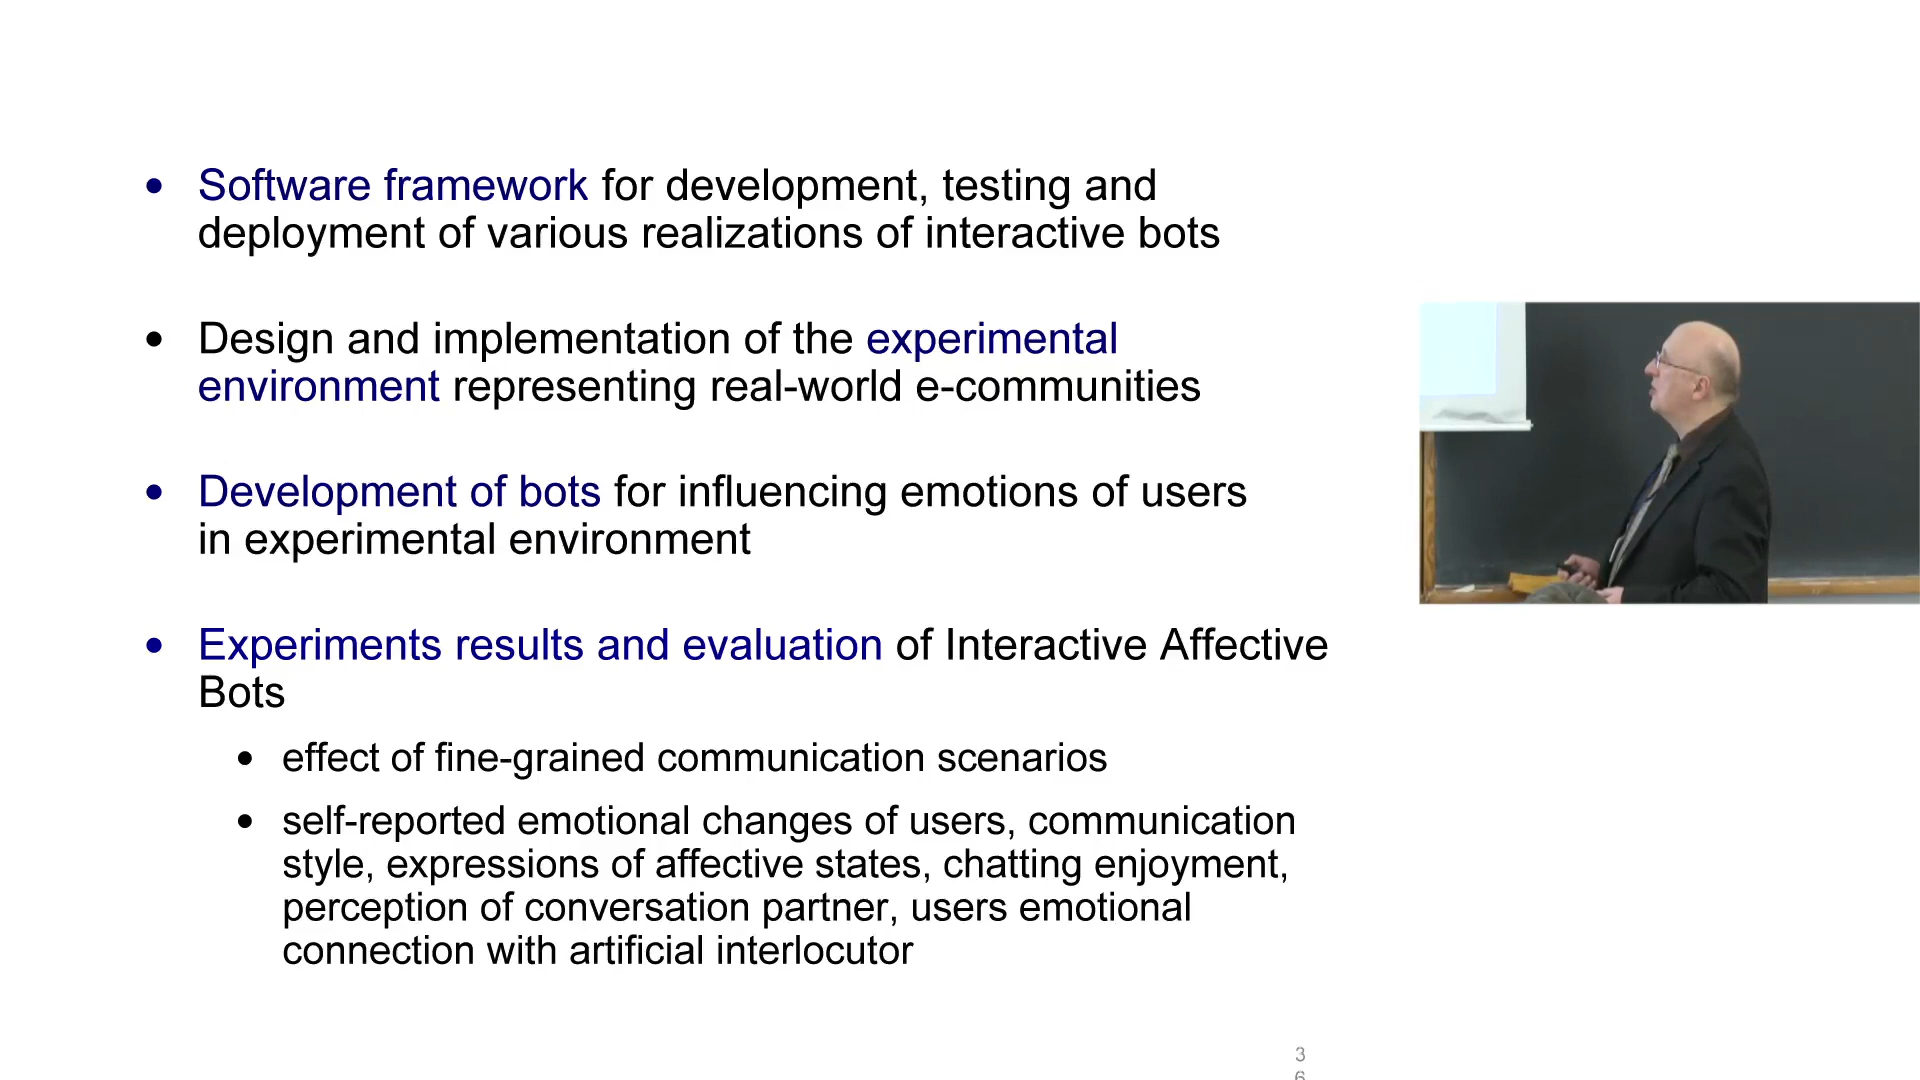 • Software framework for development, testing and
deployment of various realizations of interactive bots
• Design and implementation of the experimental
environment representing real-world e-communities
• Development of bots for influencing emotions of users
in experimental environment
• Experiments results and evaluation of Interactive Affective
Bots
• effect of fine-grained communication scenarios
• self-reported emotional changes of users, communication
style, expressions of affective states, chatting enjoyment,
perception of conversation partner, users emotional
connection with artificial interlocutor
3
6